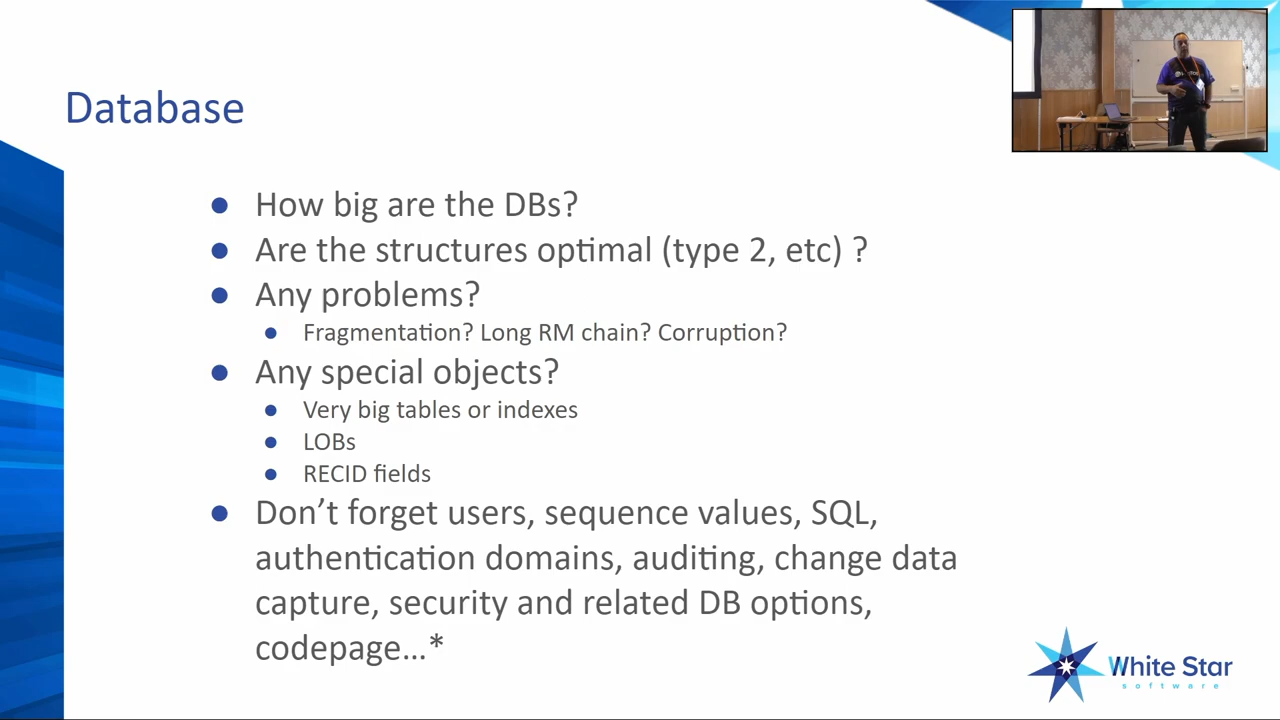 Database
● How big are the DBs?
● Are the structures optimal (type 2, etc) ?
● Any problems?
● Fragmentation? Long RM chain? Corruption?
● Any special objects?
● Very big tables or indexes
● LOBs
● RECID fields
● Don’t forget users, sequence values, SQL,
authentication domains, auditing, change data
capture, security and related DB options,
codepage…*
White Star
software